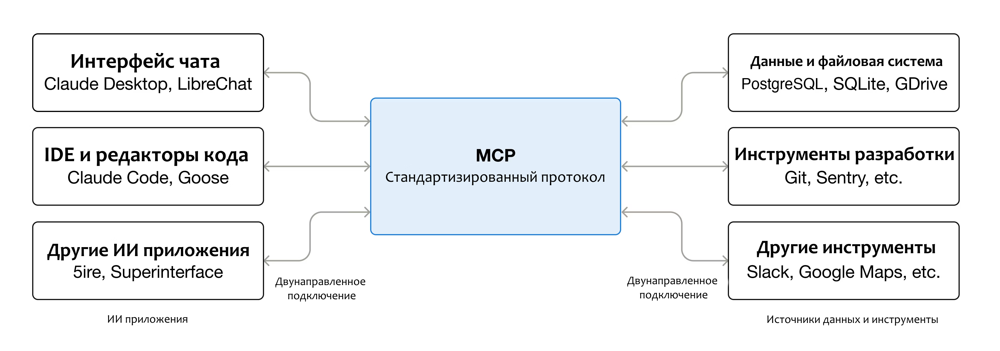 Интерфейс чата
Claude Desktop, LibreChat
IDE и редакторы кода
Claude Code, Goose
Другие ИИ приложения
5ire, Superinterface
ИИ приложения
Двунаправленное
подключение
MCP
Стандартизированный протокол
Двунаправленное
подключение
Данные и файловая система
PostgreSQL, SQLite, GDrive
Инструменты разработки
Git, Sentry, etc.
Другие инструменты
Slack, Google Maps, etc.
Источники данных и инструменты